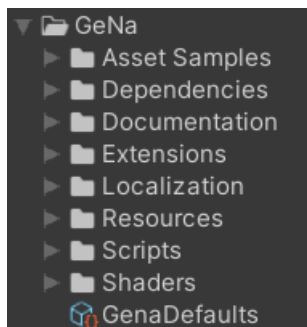 GeNa
Asset Samples
Dependencies
Documentation
Extensions
Localization
Resources
Scripts
Shaders
GenaDefaults